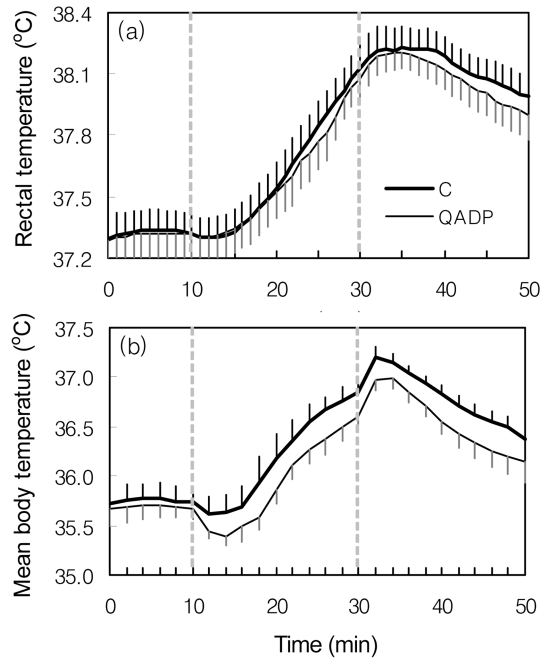 (a)
Rectal temperature (ºC)
38.4
38.1
37.8
37.5
37.2
C
QADP
0 10 20 30 40 50
(b)
Mean body temperature (ºC)
37.5
37.0
36.5
36.0
35.5
35.0
0 10 20 30 40 50
Time (min)